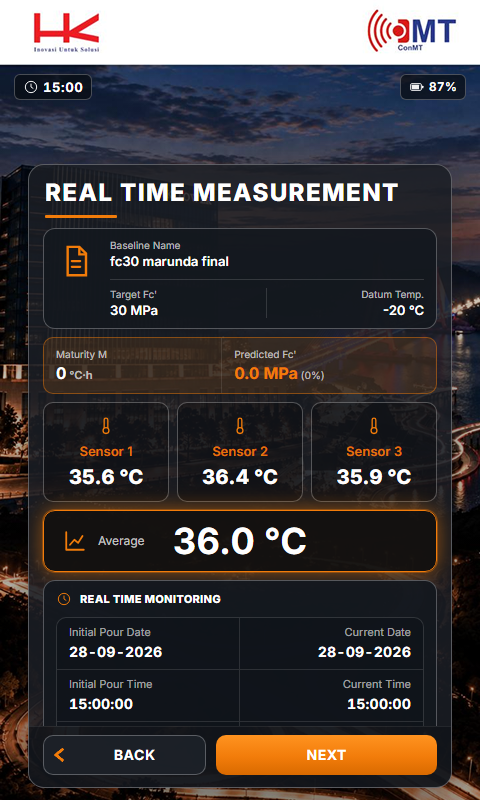 HK
Inovasi Untuk Solusi
MT
ConMT
15:00
87%
REAL TIME MEASUREMENT
Baseline Name
fc30 marunda final
Target Fc'
30 MPa
Datum Temp.
-20 °C
Maturity M
0 °C·h
Predicted Fc'
0.0 MPa (0%)
Sensor 1
35.6 °C
Sensor 2
36.4 °C
Sensor 3
35.9 °C
Average
36.0 °C
REAL TIME MONITORING
Initial Pour Date
28-09-2026
Current Date
28-09-2026
Initial Pour Time
15:00:00
Current Time
15:00:00
BACK
NEXT